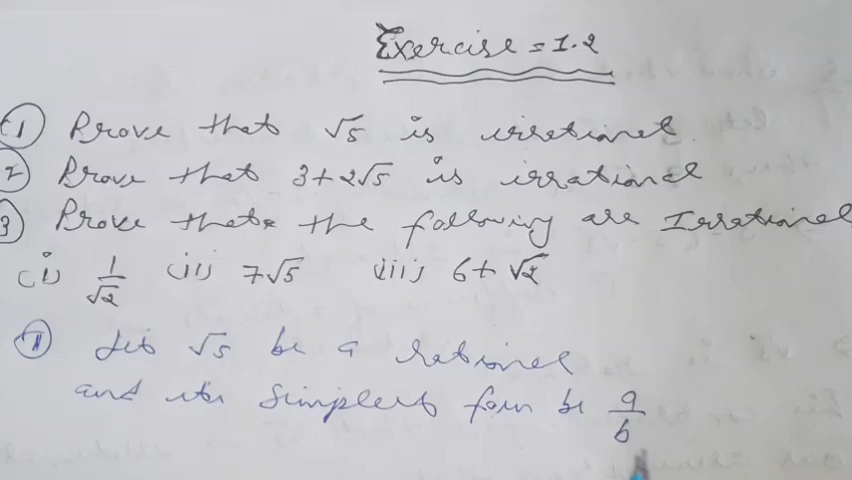 Exercise = 1.2
(1) Prove that √5 is irrational.
2 Prove that 3+2√5 is irrational
3 Prove that the following are Irrational
(i) 1/√2 (ii) 7√5 (iii) 6+√2
(1) Let √5 be a rational
and its simplest form be a/b